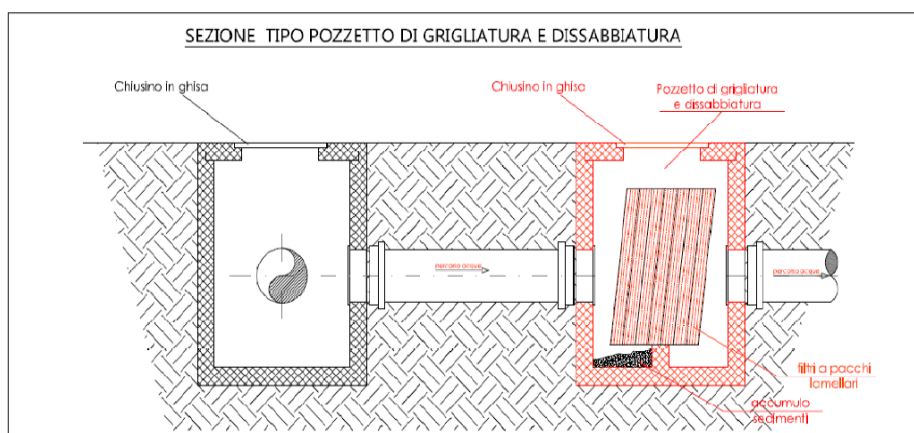 SEZIONE TIPO POZZETTO DI GRIGLIATURA E DISSABBIATURA
Chiusino in ghisa
Chiusino in ghisa
Pozzetto di grigliatura
e dissabbiatura
percorso acque
percorso acque
filtri a pacchi
lamellari
accumulo
sedimenti